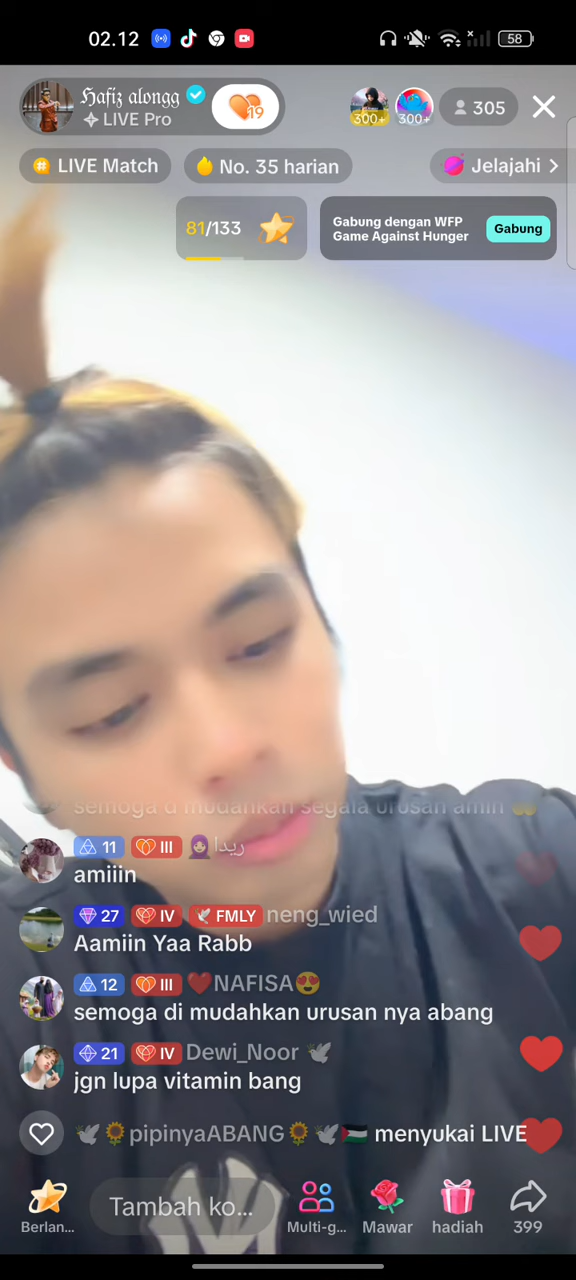 02.12
58
ℌafiz alongg
LIVE Pro
19
300+
300+
305
LIVE Match
No. 35 harian
Jelajahi
81/133
Gabung dengan WFP
Game Against Hunger
Gabung
semoga d mudahkan segala urusan amin
11 III ريدا
amiiin
27 IV FMLY neng_wied
Aamiin Yaa Rabb
12 III ❤️NAFISA😍
semoga di mudahkan urusan nya abang
21 IV Dewi_Noor 🕊
jgn lupa vitamin bang
🕊🌻pipinyaABANG🌻🕊🇵🇸 menyukai LIVE
Berlan...
Tambah ko...
Multi-g...
Mawar
hadiah
399